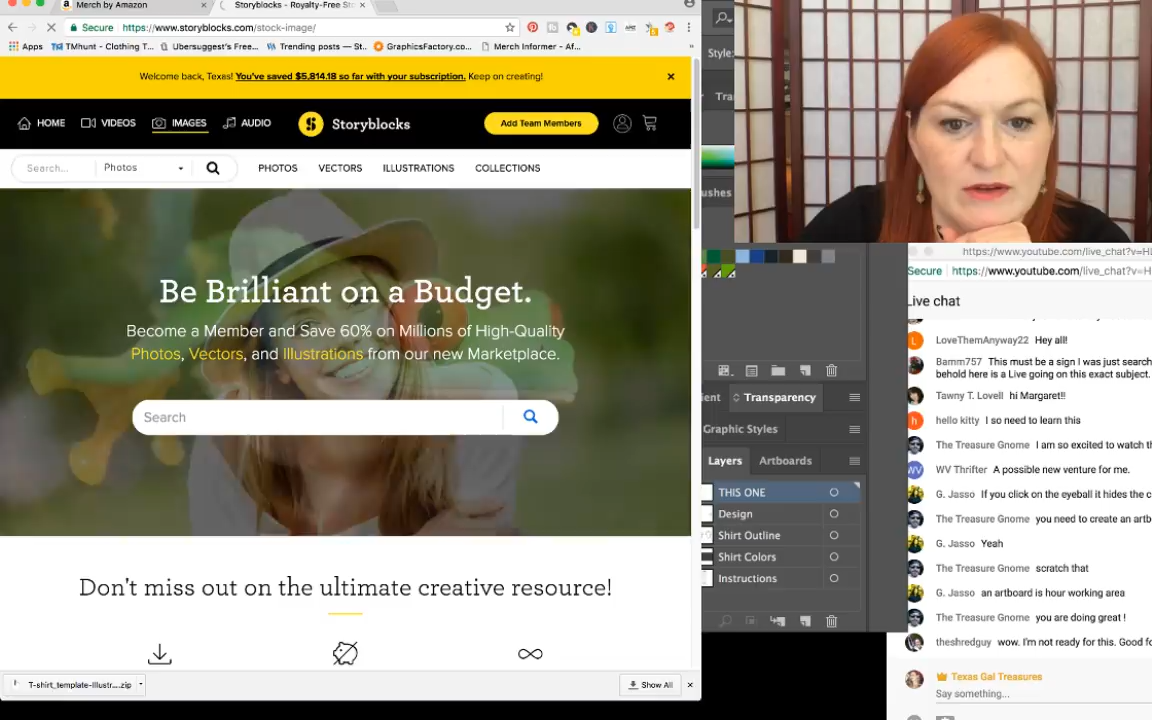 Merch by Amazon ×
Storyblocks - Royalty-Free St ×
Secure https://www.storyblocks.com/stock-image/
Apps TMhunt - Clothing T... Ubersuggest's Free... Trending posts — St... GraphicsFactory.co... Merch Informer - Af...
Welcome back, Texas! You've saved $5,814.18 so far with your subscription. Keep on creating! ×
HOME VIDEOS IMAGES AUDIO Storyblocks Add Team Members
Search... Photos PHOTOS VECTORS ILLUSTRATIONS COLLECTIONS
Be Brilliant on a Budget.
Become a Member and Save 60% on Millions of High-Quality
Photos, Vectors, and Illustrations from our new Marketplace.
Search
Don't miss out on the ultimate creative resource!
T-shirt_template-Illustr....zip
Show All ×
Style:
Tra
rushes
ient Transparency
Graphic Styles
Layers Artboards
THIS ONE
Design
Shirt Outline
Shirt Colors
Instructions
https://www.youtube.com/live_chat?v=Hl
Secure https://www.youtube.com/live_chat?v=Hl
Live chat
LoveThemAnyway22 Hey all!
Bamm757 This must be a sign I was just search
behold here is a Live going on this exact subject.
Tawny T. Lovell hi Margaret!!
hello kitty I so need to learn this
The Treasure Gnome I am so excited to watch th
WV Thrifter A possible new venture for me.
G. Jasso If you click on the eyeball it hides the c
The Treasure Gnome you need to create an artb
G. Jasso Yeah
The Treasure Gnome scratch that
G. Jasso an artboard is hour working area
The Treasure Gnome you are doing great !
theshredguy wow. I'm not ready for this. Good fo
Texas Gal Treasures
Say something...